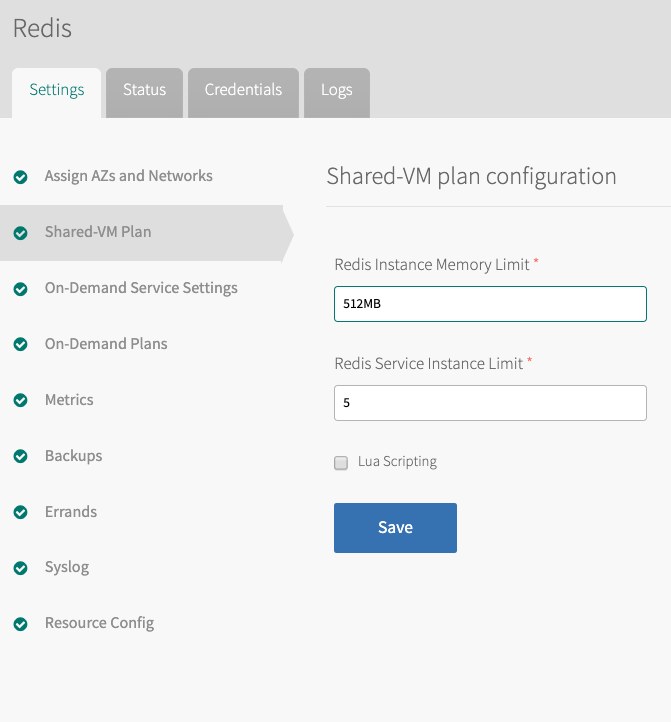 Redis
Settings
Status
Credentials
Logs
Assign AZs and Networks
Shared-VM Plan
On-Demand Service Settings
On-Demand Plans
Metrics
Backups
Errands
Syslog
Resource Config
Shared-VM plan configuration
Redis Instance Memory Limit *
512MB
Redis Service Instance Limit *
5
Lua Scripting
Save